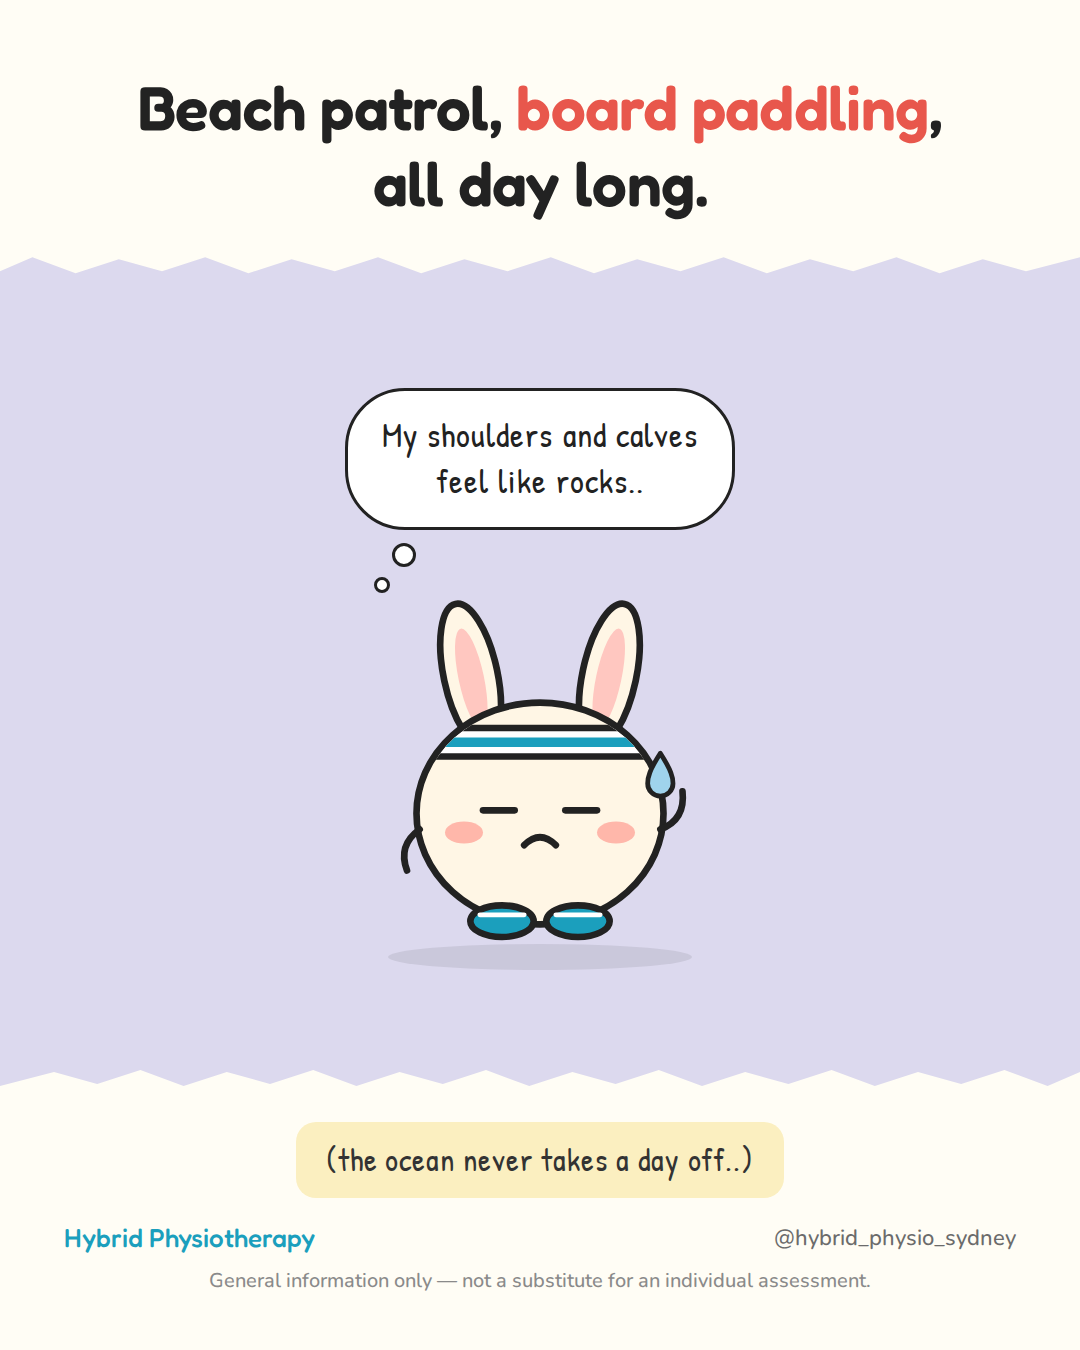 Beach patrol, board paddling,
all day long.
My shoulders and calves
feel like rocks..
(the ocean never takes a day off..)
Hybrid Physiotherapy
@hybrid_physio_sydney
General information only — not a substitute for an individual assessment.